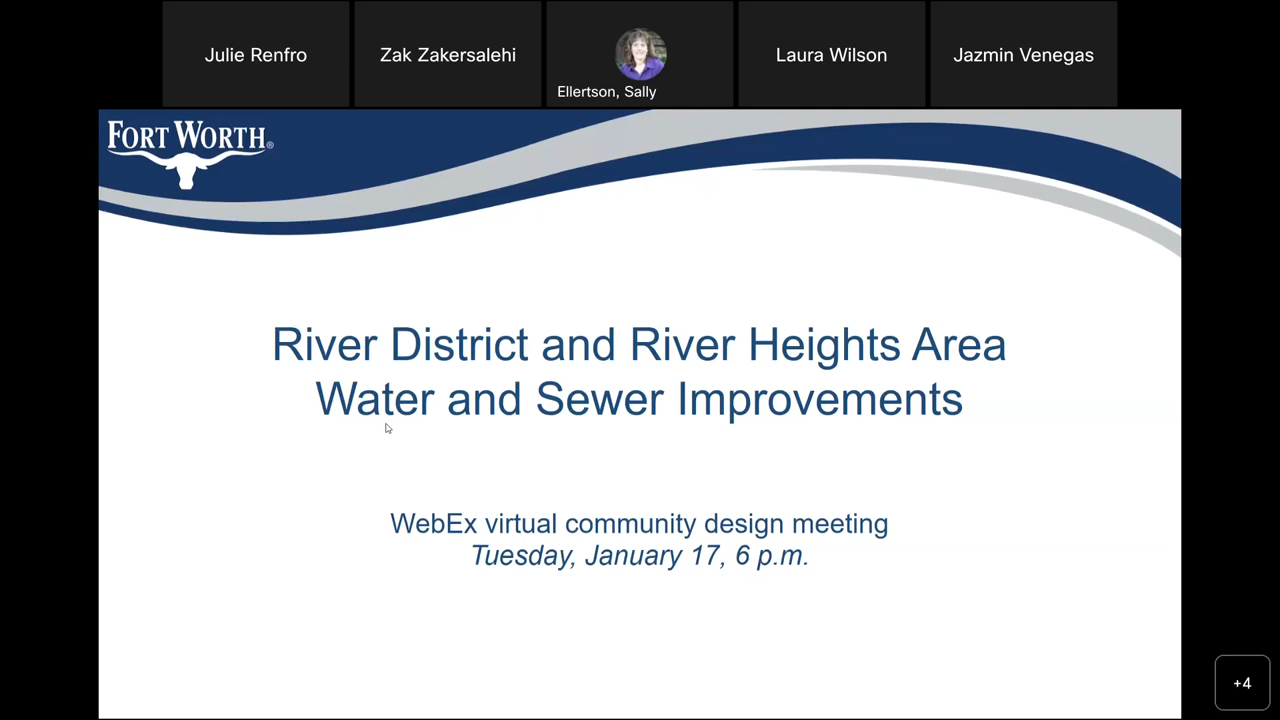 Julie Renfro
Zak Zakersalehi
Ellertson, Sally
Laura Wilson
Jazmin Venegas
FORT WORTH®
River District and River Heights Area
Water and Sewer Improvements
WebEx virtual community design meeting
Tuesday, January 17, 6 p.m.
+4